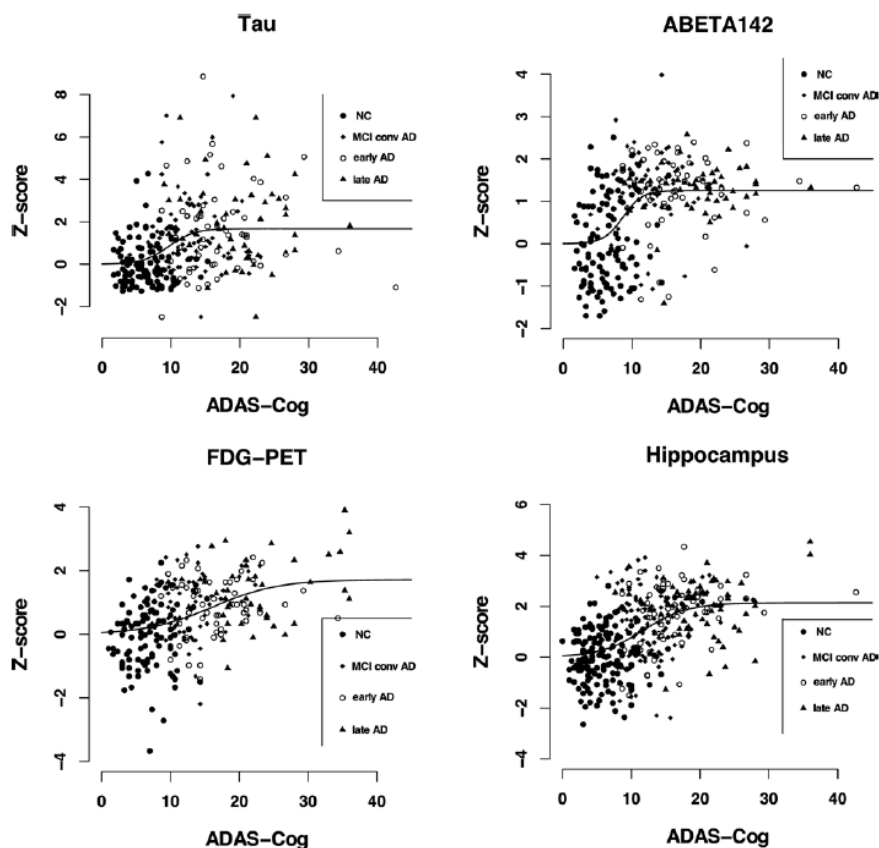 Tau
Z-score
8
6
4
2
0
-2
NC
MCI conv AD
early AD
late AD
0 10 20 30 40
ADAS-Cog
ABETA142
Z-score
4
3
2
1
0
-1
-2
NC
MCI conv AD
early AD
late AD
0 10 20 30 40
ADAS-Cog
FDG-PET
Z-score
4
2
0
-2
-4
NC
MCI conv AD
early AD
late AD
0 10 20 30 40
ADAS-Cog
Hippocampus
Z-score
6
4
2
0
-2
-4
NC
MCI conv AD
early AD
late AD
0 10 20 30 40
ADAS-Cog